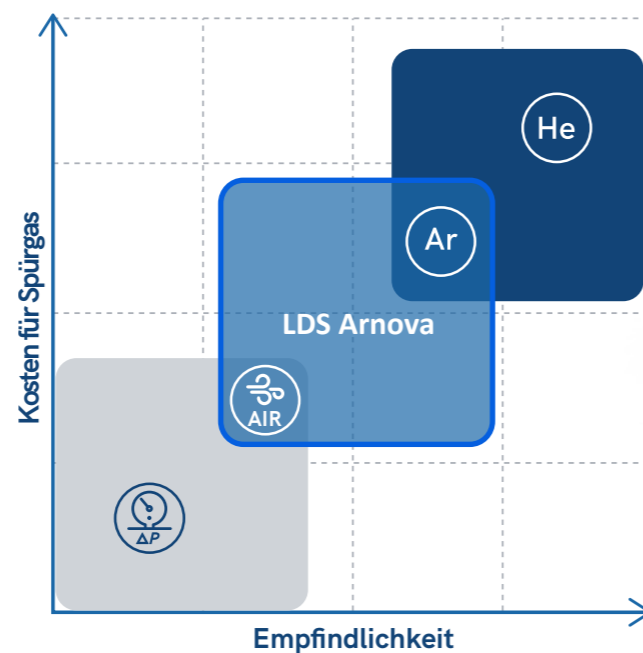 Kosten für Spürgas
He
Ar
LDS Arnova
AIR
ΔP
Empfindlichkeit